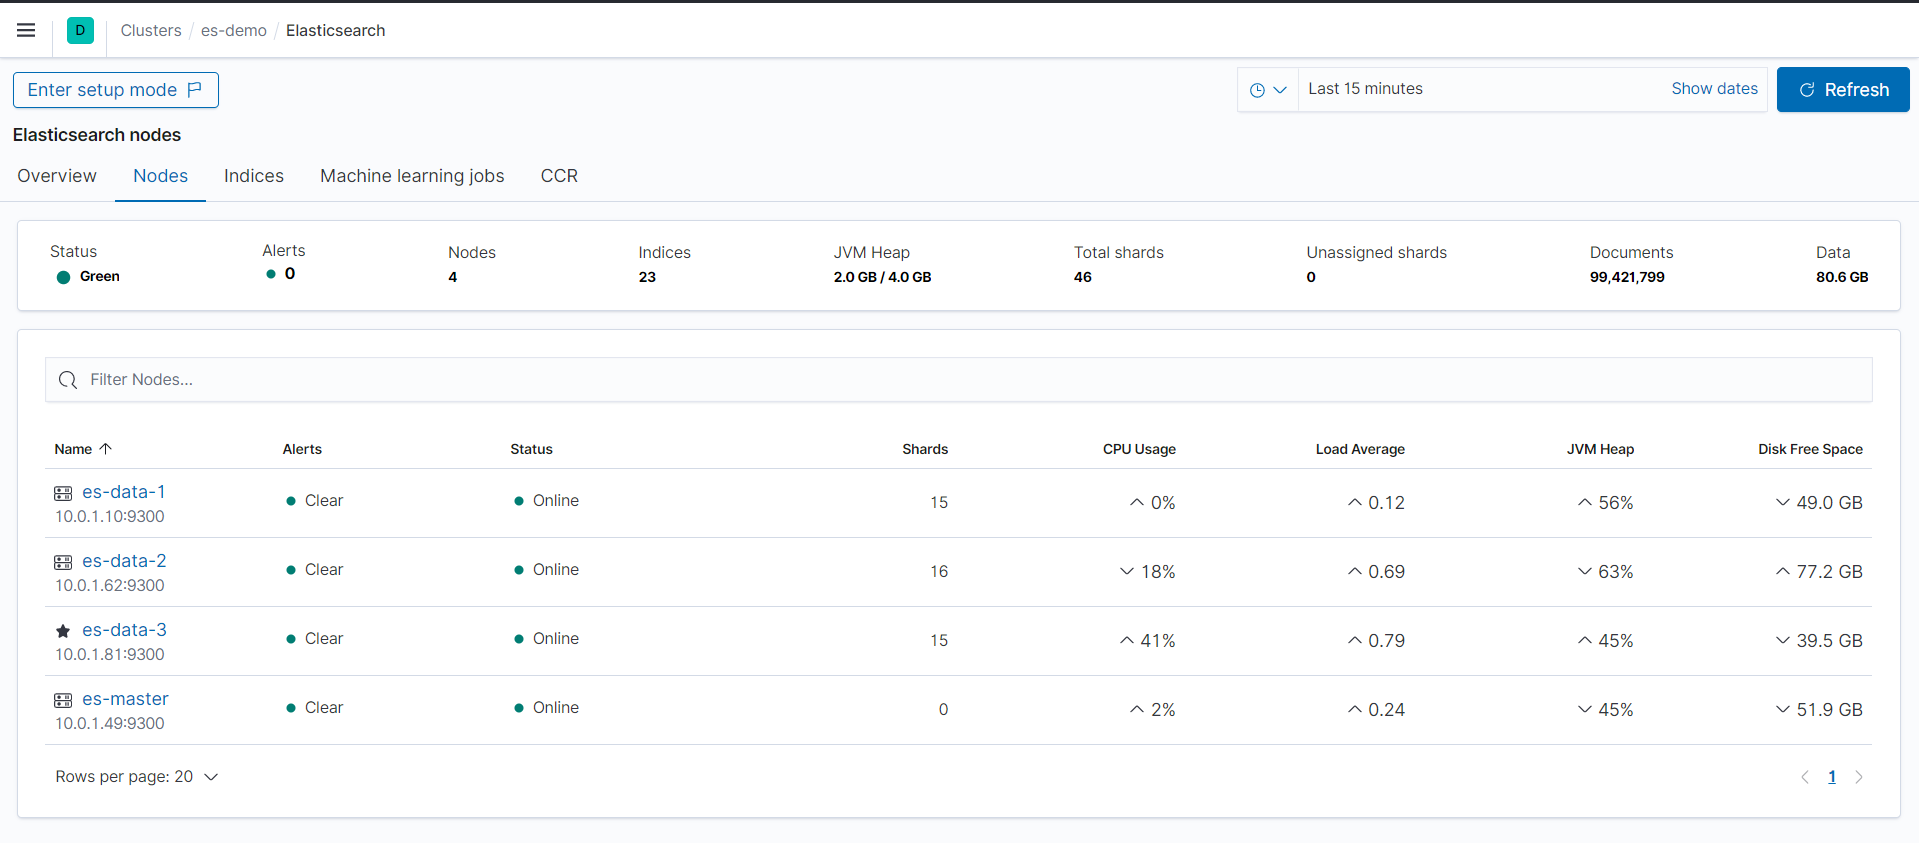 D Clusters / es-demo / Elasticsearch
Enter setup mode
Last 15 minutes Show dates Refresh
Elasticsearch nodes
Overview Nodes Indices Machine learning jobs CCR
Status Alerts Nodes Indices JVM Heap Total shards Unassigned shards Documents Data
Green 0 4 23 2.0 GB / 4.0 GB 46 0 99,421,799 80.6 GB
Filter Nodes...
Name Alerts Status Shards CPU Usage Load Average JVM Heap Disk Free Space
es-data-1 Clear Online 15 0% 0.12 56% 49.0 GB
10.0.1.10:9300
es-data-2 Clear Online 16 18% 0.69 63% 77.2 GB
10.0.1.62:9300
es-data-3 Clear Online 15 41% 0.79 45% 39.5 GB
10.0.1.81:9300
es-master Clear Online 0 2% 0.24 45% 51.9 GB
10.0.1.49:9300
Rows per page: 20 1